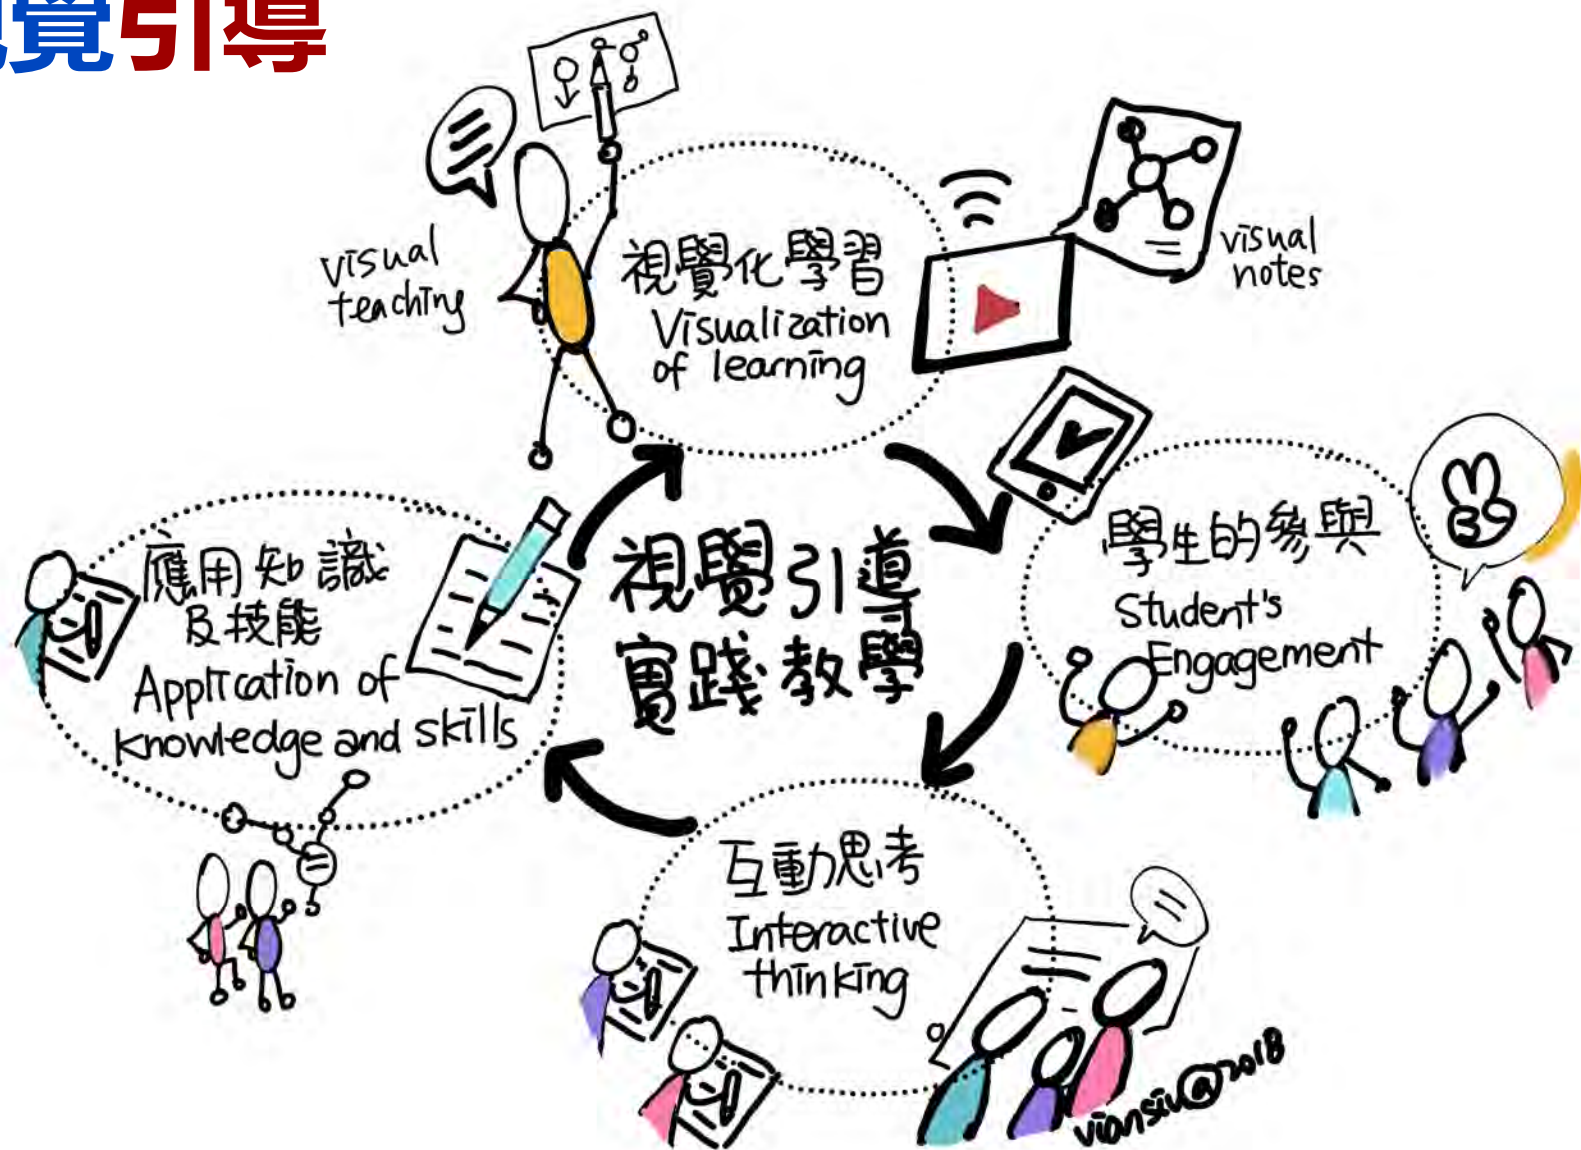 視覺引導
visual
teaching
視覺化學習
Visualization
of learning
visual
notes
學生的參與
Student's
Engagement
視覺引導
實踐教學
應用知識
及技能
Application of
knowledge and skills
互動思考
Interactive
thinking
viansiu@2018